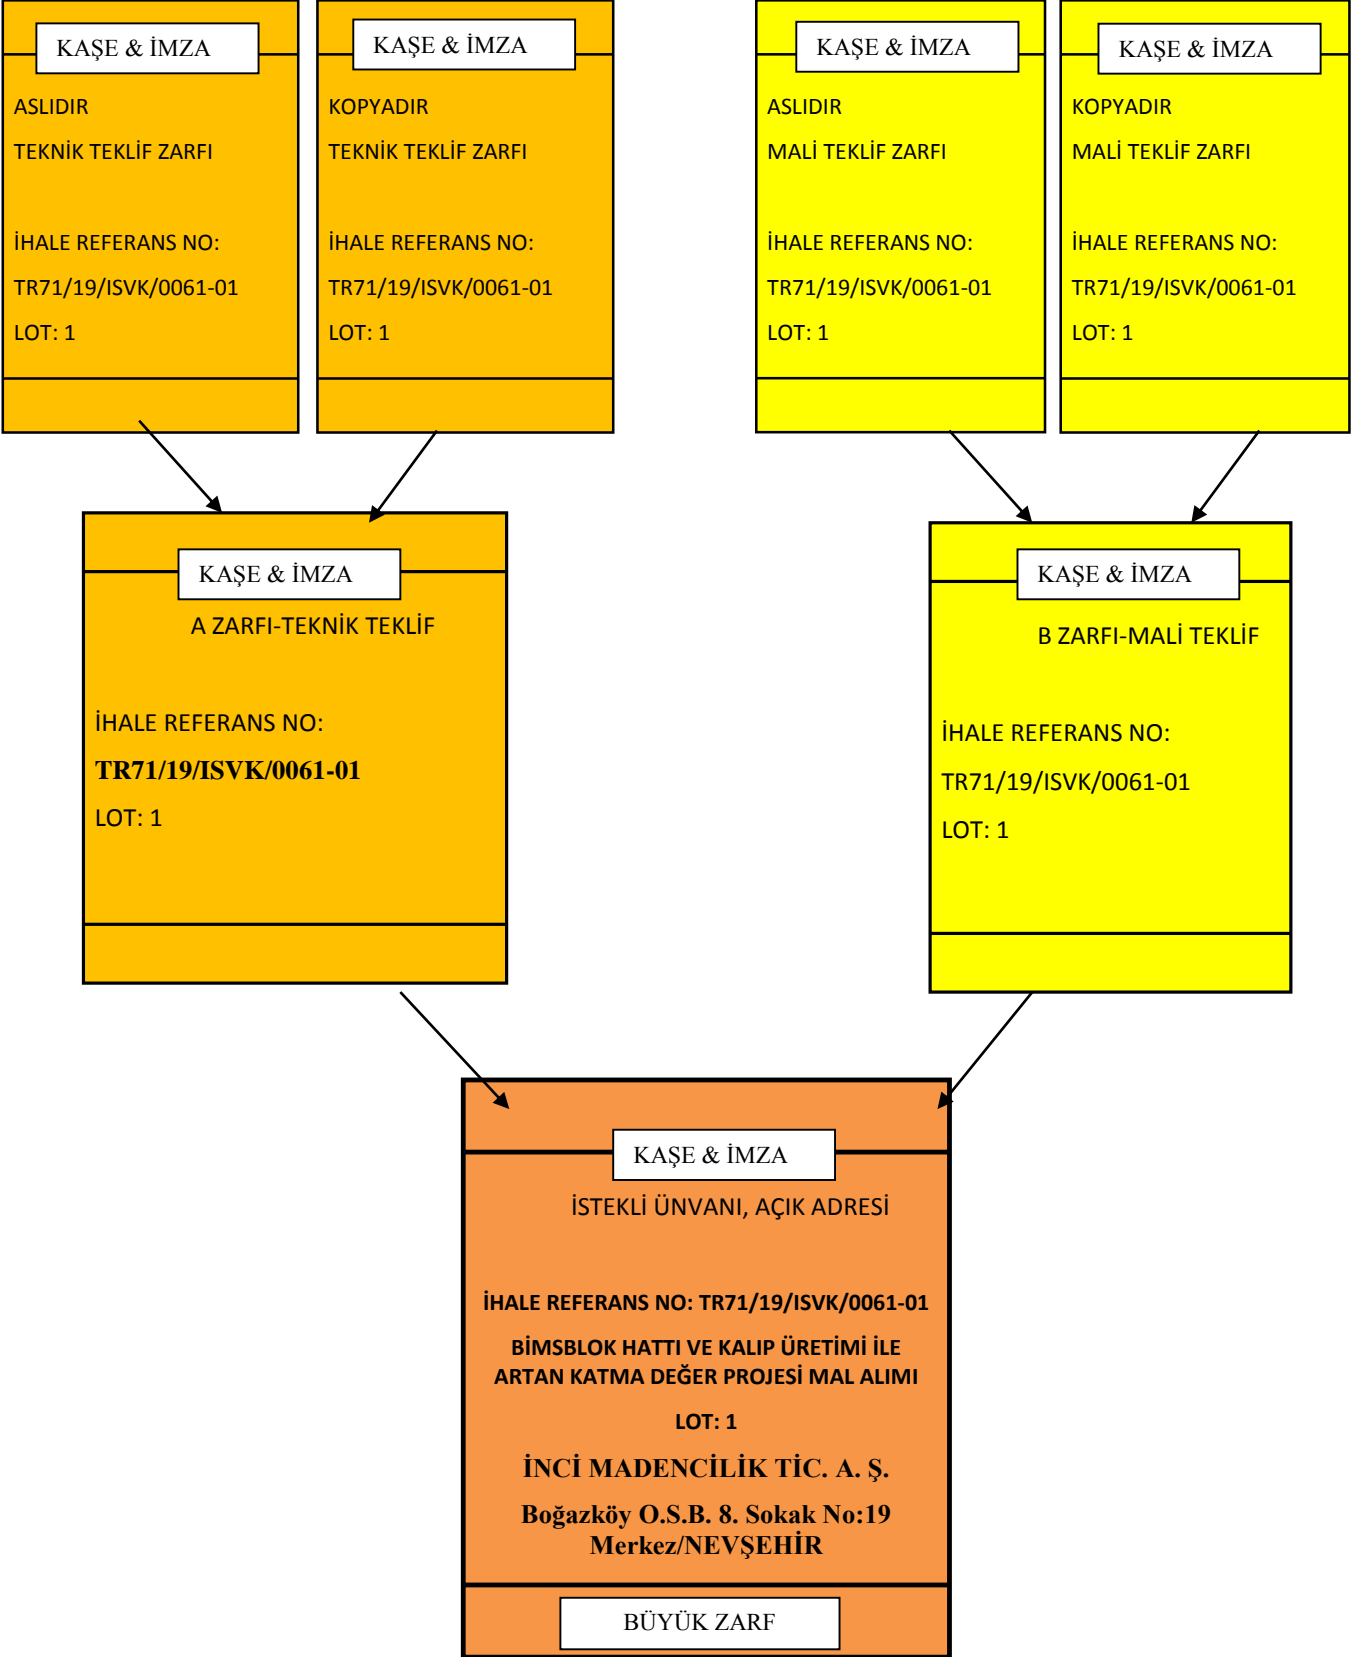 KAŞE & İMZA
ASLIDIR
TEKNİK TEKLİF ZARFI
İHALE REFERANS NO:
TR71/19/ISVK/0061-01
LOT: 1
KAŞE & İMZA
KOPYADIR
TEKNİK TEKLİF ZARFI
İHALE REFERANS NO:
TR71/19/ISVK/0061-01
LOT: 1
KAŞE & İMZA
ASLIDIR
MALİ TEKLİF ZARFI
İHALE REFERANS NO:
TR71/19/ISVK/0061-01
LOT: 1
KAŞE & İMZA
KOPYADIR
MALİ TEKLİF ZARFI
İHALE REFERANS NO:
TR71/19/ISVK/0061-01
LOT: 1
KAŞE & İMZA
A ZARFI-TEKNİK TEKLİF
İHALE REFERANS NO:
TR71/19/ISVK/0061-01
LOT: 1
KAŞE & İMZA
B ZARFI-MALİ TEKLİF
İHALE REFERANS NO:
TR71/19/ISVK/0061-01
LOT: 1
KAŞE & İMZA
İSTEKLİ ÜNVANI, AÇIK ADRESİ
İHALE REFERANS NO: TR71/19/ISVK/0061-01
BİMSBLOK HATTI VE KALIP ÜRETİMİ İLE
ARTAN KATMA DEĞER PROJESİ MAL ALIMI
LOT: 1
İNCİ MADENCİLİK TİC. A. Ş.
Boğazköy O.S.B. 8. Sokak No:19
Merkez/NEVŞEHİR
BÜYÜK ZARF